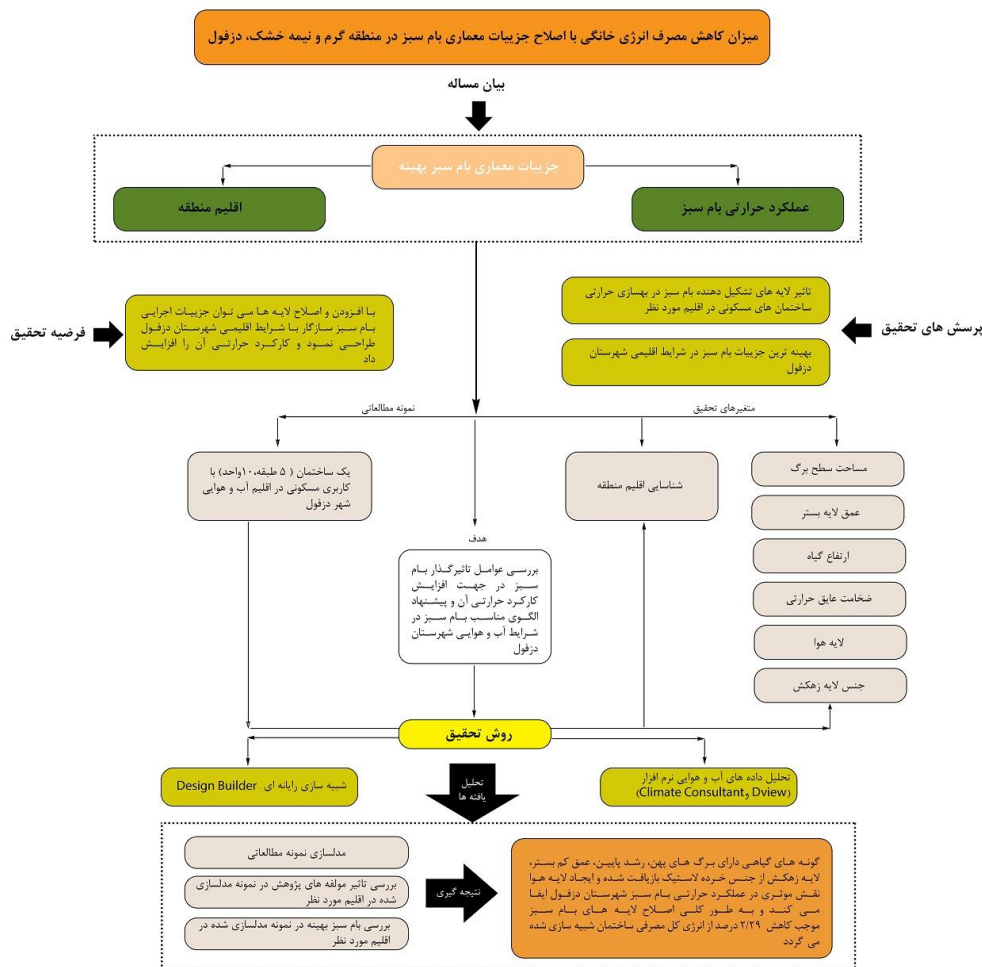 میزان کاهش مصرف انرژی خانگی با اصلاح جزییات معماری بام سبز در منطقه گرم و نیمه خشک، دزفول
بیان مساله
جزییات معماری بام سبز بهینه
عملکرد حرارتی بام سبز
اقلیم منطقه
پرسش های تحقیق
تاثیر لایه های تشکیل دهنده بام سبز در بهسازی حرارتی
ساختمان های مسکونی در اقلیم مورد نظر
بهینه ترین جزییات بام سبز در شرایط اقلیمی شهرستان
دزفول
فرضیه تحقیق
با افزودن و اصلاح لایه ها می توان جزییات اجرایی
بام سبز سازگار با شرایط اقلیمی شهرستان دزفول
طراحی نمود و کارکرد حرارتی آن را افزایش
داد
متغیرهای تحقیق
نمونه مطالعاتی
مساحت سطح برگ
عمق لایه بستر
ارتفاع گیاه
ضخامت عایق حرارتی
لایه هوا
جنس لایه زهکش
شناسایی اقلیم منطقه
یک ساختمان ( ۵ طبقه،۱۰واحد) با
کاربری مسکونی در اقلیم آب و هوایی
شهر دزفول
هدف
بررسی عوامل تاثیرگذار بام
سبز در جهت افزایش
کارکرد حرارتی آن و پیشنهاد
الگوی مناسب بام سبز در
شرایط آب و هوایی شهرستان
دزفول
روش تحقیق
تحلیل داده های آب و هوایی نرم افزار
(Climate Consultant و Dview)
شبیه سازی رایانه ای Design Builder
تحلیل
یافته ها
مدلسازی نمونه مطالعاتی
بررسی تاثیر مولفه های پژوهش در نمونه مدلسازی
شده در اقلیم مورد نظر
بررسی بام سبز بهینه در نمونه مدلسازی شده در
اقلیم مورد نظر
نتیجه گیری
گونه های گیاهی دارای برگ های پهن، رشد پایین، عمق کم بستر،
لایه زهکش از جنس خرده لاستیک بازیافت شده و ایجاد لایه هوا
نقش موثری در عملکرد حرارتی بام سبز شهرستان دزفول ایفا
می کند و به طور کلی اصلاح لایه های بام سبز
موجب کاهش ۲/۲۹ درصد از انرژی کل مصرفی ساختمان شبیه سازی شده
می گردد